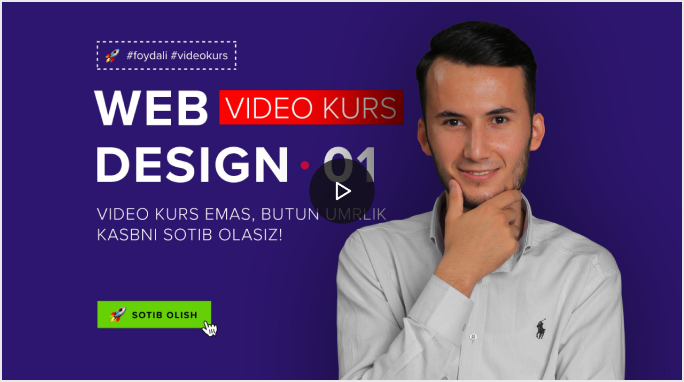 #foydali #videokurs
WEB VIDEO KURS
DESIGN • 01
VIDEO KURS EMAS, BUTUN UMRLIK
KASBNI SOTIB OLASIZ!
SOTIB OLISH